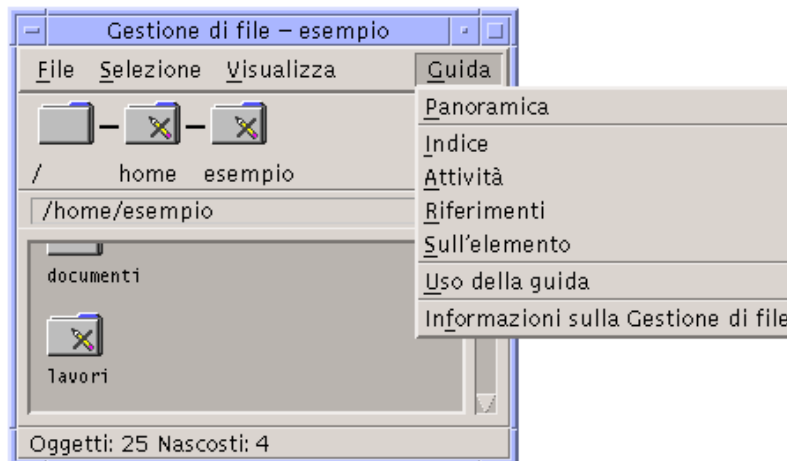 Gestione di file – esempio
File Selezione Visualizza Guida
Panoramica
Indice
Attività
Riferimenti
Sull'elemento
Uso della guida
Informazioni sulla Gestione di file
/ home esempio
/home/esempio
documenti
lavori
Oggetti: 25 Nascosti: 4